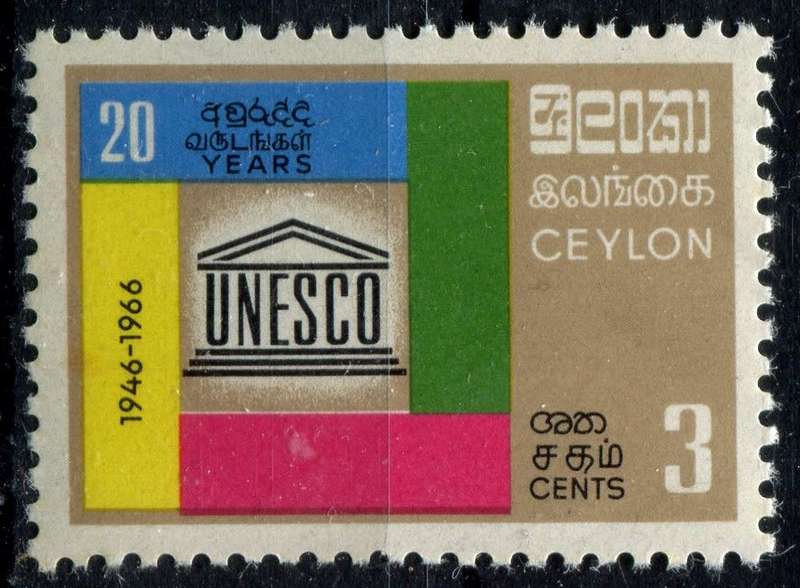 20
අවුරුද්දි
வருடங்கள்
YEARS
1946-1966
UNESCO
ශ්‍රී ලංකා
இலங்கை
CEYLON
ශත
சதம்
CENTS
3